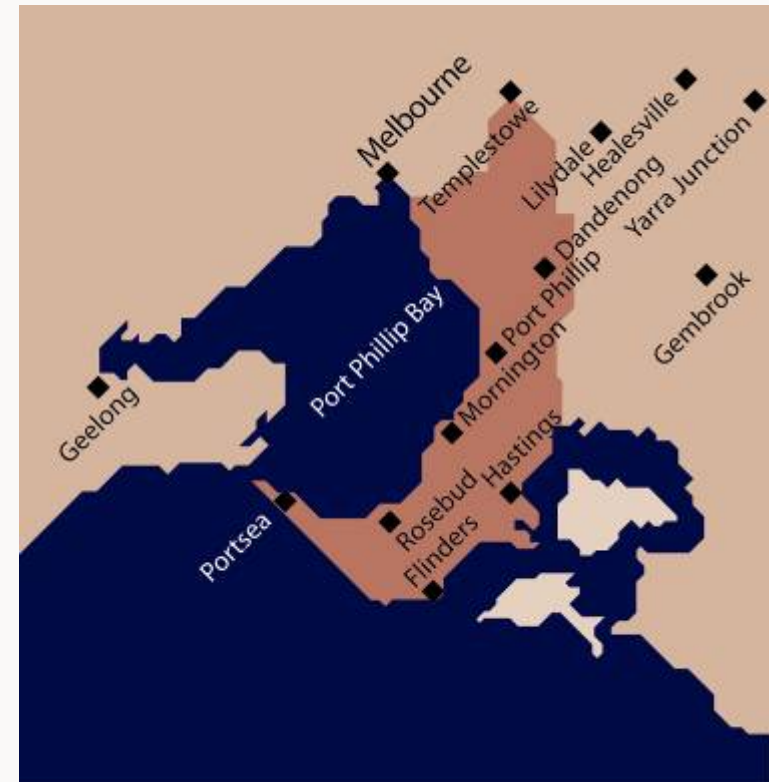 Melbourne
Templestowe
Lilydale
Healesville
Yarra Junction
Dandenong
Gembrook
Port Phillip
Port Phillip Bay
Mornington
Geelong
Hastings
Rosebud
Portsea
Flinders